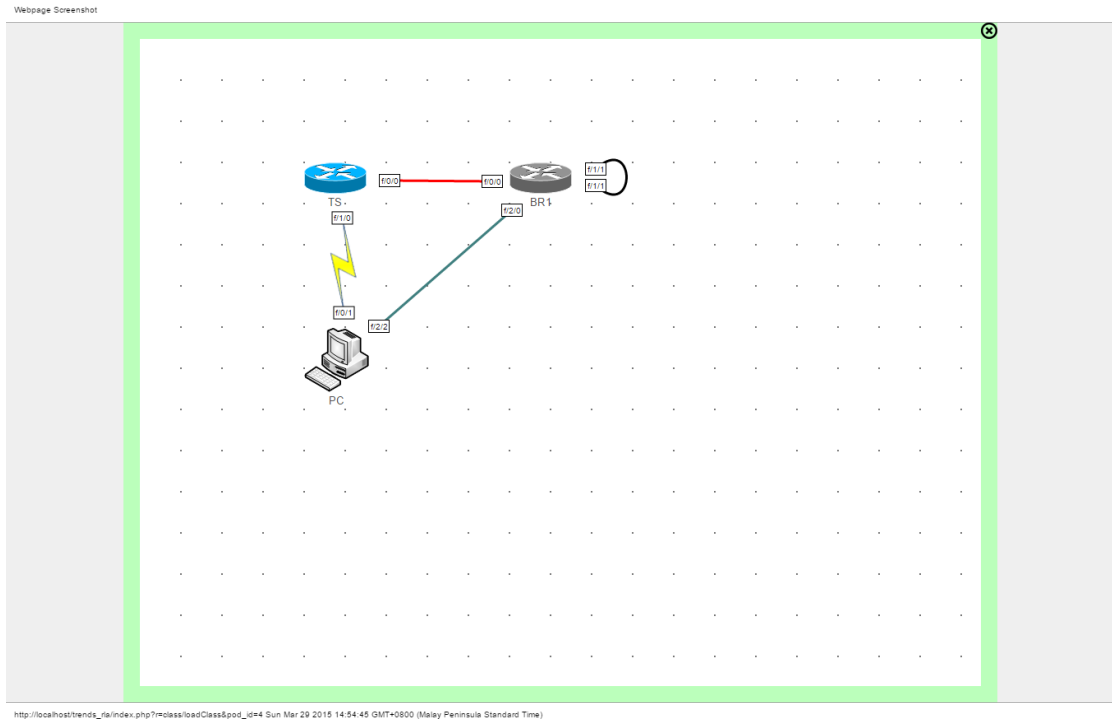 Webpage Screenshot
f/1/1
f/0/0
f/0/0
f/1/1
TS
BR1
f/2/0
f/1/0
f/0/1
f/2/2
PC
http://localhost/trends_rla/index.php?r=class/loadClass&pod_id=4 Sun Mar 29 2015 14:54:45 GMT+0800 (Malay Peninsula Standard Time)